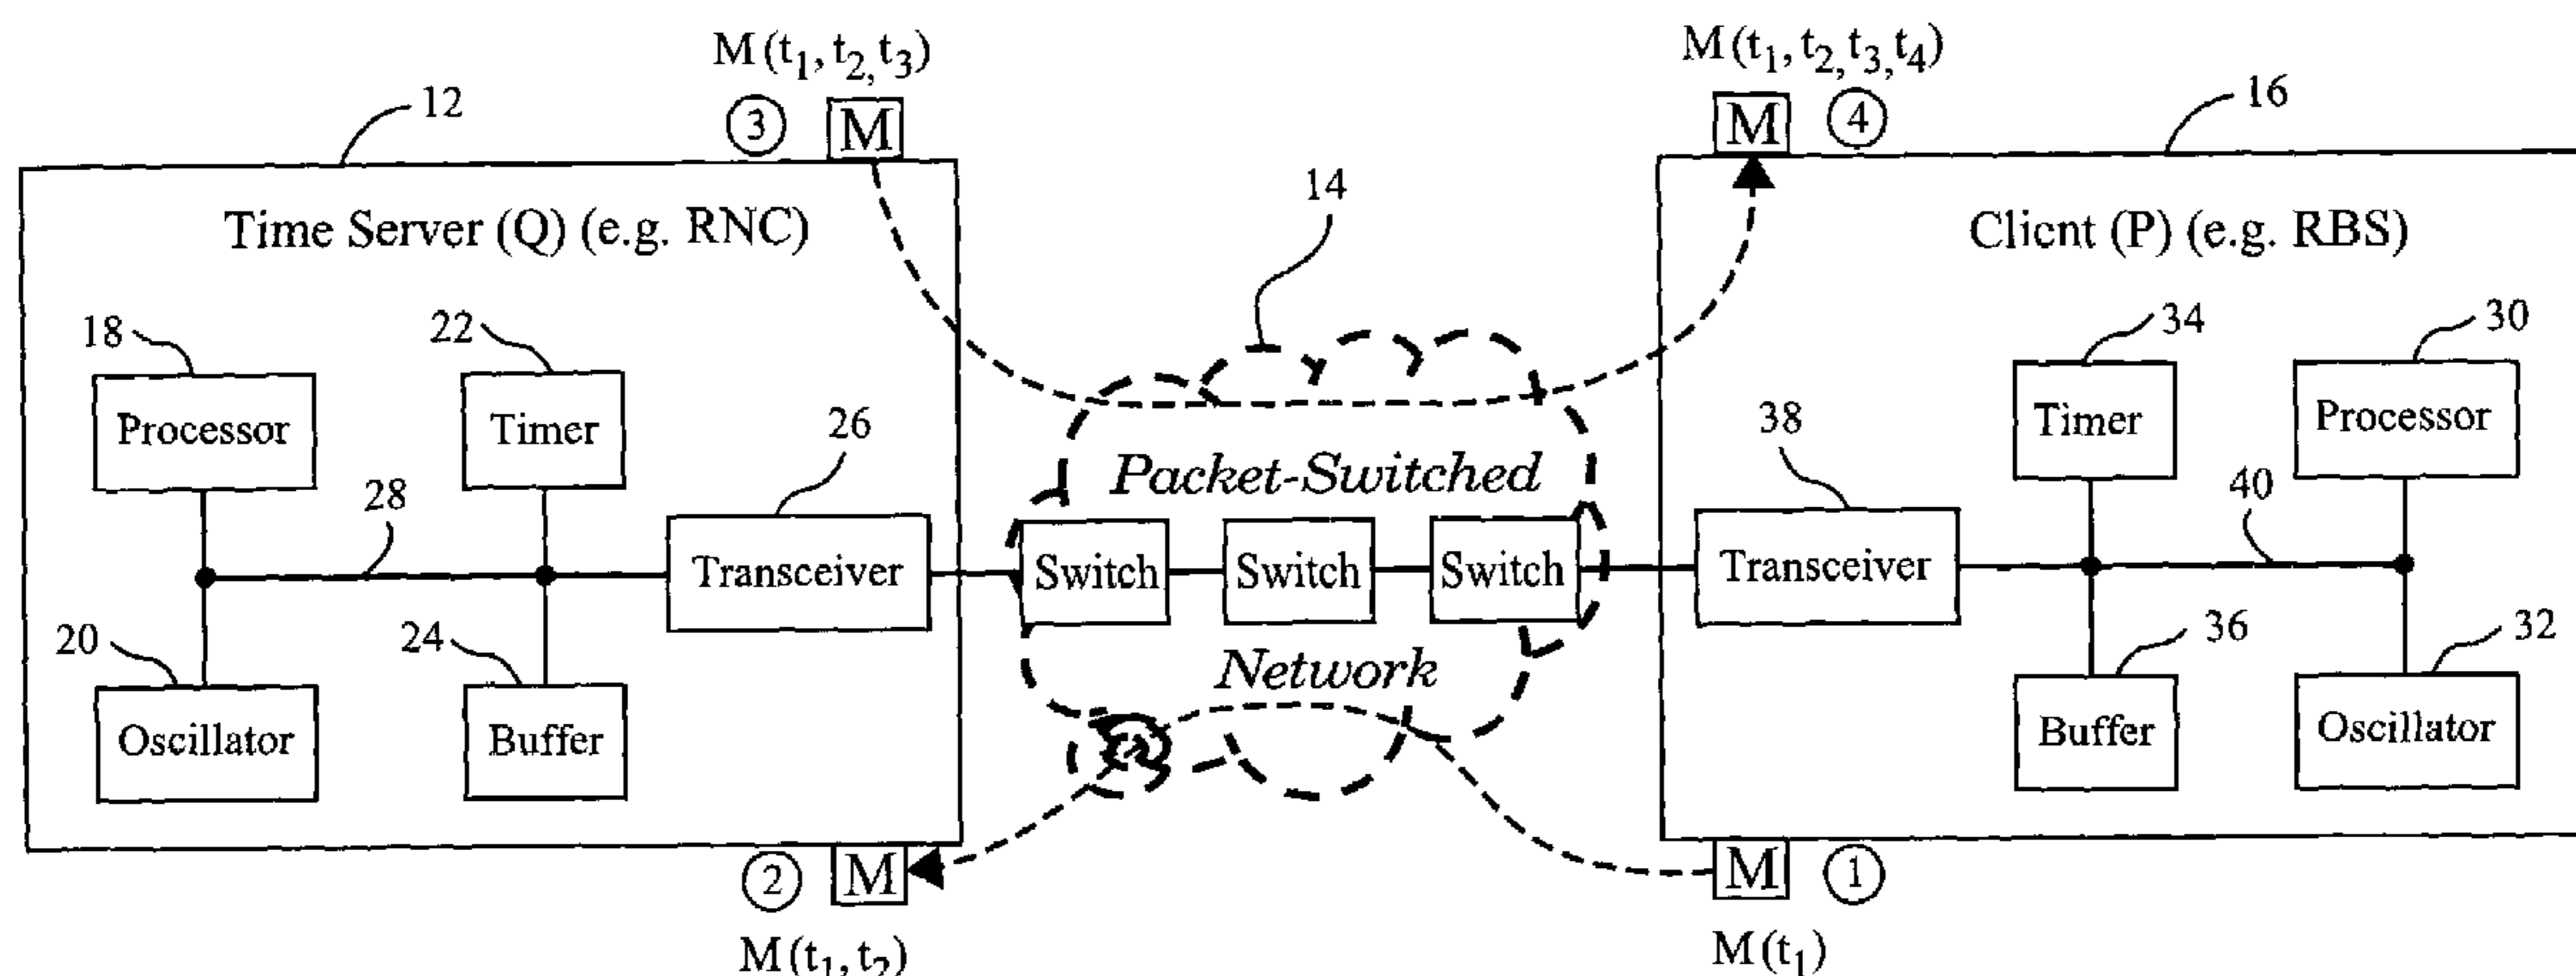 M(t₁, t₂, t₃)
M(t₁, t₂, t₃, t₄)
12
③
M
M
④
16
14
Time Server (Q) (e.g. RNC)
Client (P) (e.g. RBS)
18
22
34
30
Processor
Timer
26
38
Timer
Processor
Packet-Switched
28
40
Transceiver
Switch
Switch
Switch
Transceiver
20
24
36
32
Network
Oscillator
Buffer
Buffer
Oscillator
②
M
M
①
M(t₁, t₂)
M(t₁)